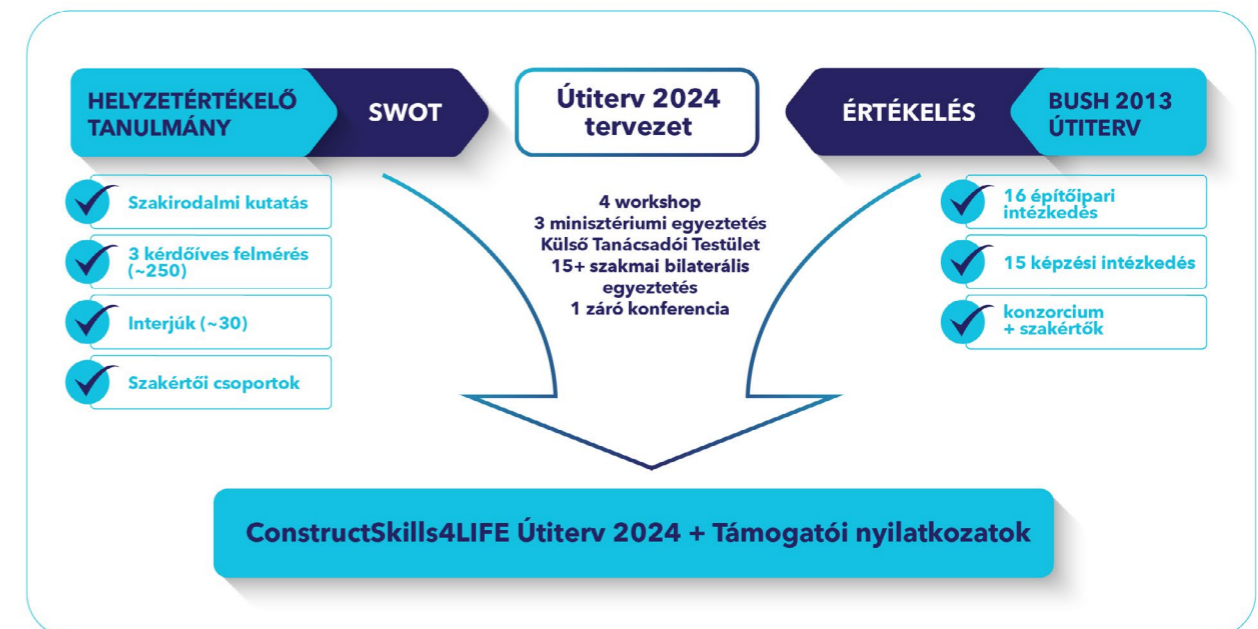 HELYZETÉRTÉKELŐ
TANULMÁNY
SWOT
Útiterv 2024
tervezet
ÉRTÉKELÉS
BUSH 2013
ÚTITERV
Szakirodalmi kutatás
3 kérdőíves felmérés
(~250)
Interjúk (~30)
Szakértői csoportok
4 workshop
3 minisztériumi egyeztetés
Külső Tanácsadói Testület
15+ szakmai bilaterális
egyeztetés
1 záró konferencia
16 építőipari
intézkedés
15 képzési intézkedés
konzorcium
+ szakértők
ConstructSkills4LIFE Útiterv 2024 + Támogatói nyilatkozatok